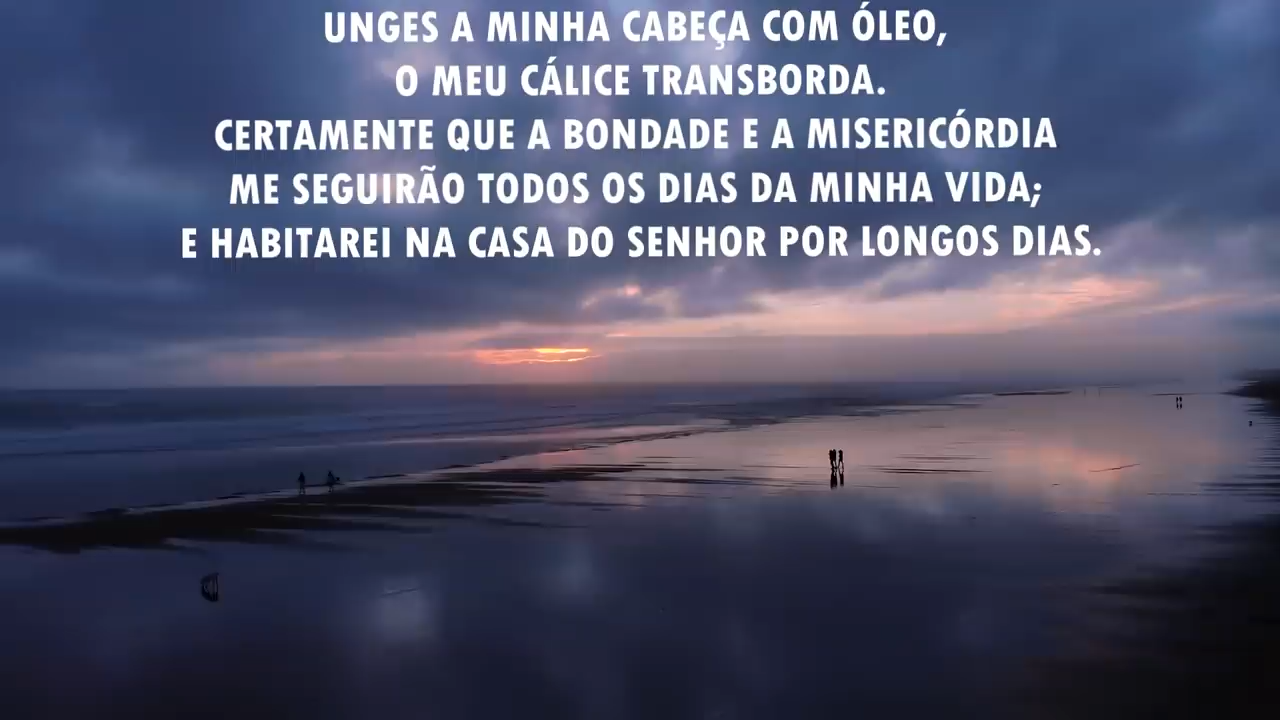 UNGES A MINHA CABEÇA COM ÓLEO,
O MEU CÁLICE TRANSBORDA.
CERTAMENTE QUE A BONDADE E A MISERICÓRDIA
ME SEGUIRÃO TODOS OS DIAS DA MINHA VIDA;
E HABITAREI NA CASA DO SENHOR POR LONGOS DIAS.